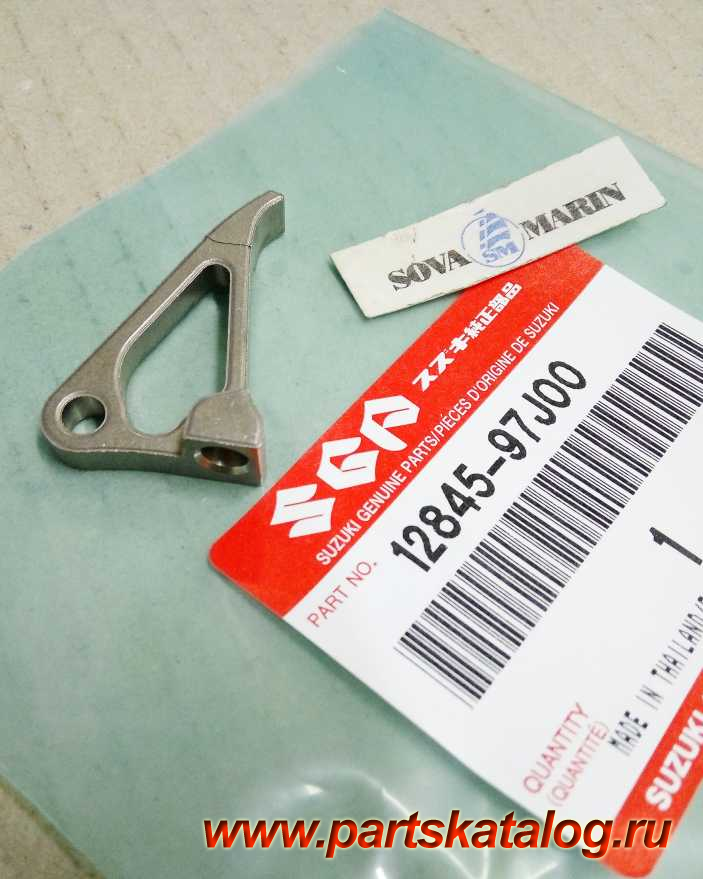 SOVA SM MARIN
SGP
スズキ純正部品
SUZUKI GENUINE PARTS/PIÈCES D'ORIGINE DE SUZUKI
PART NO.
12845-97J00
1
QUANTITY
(QUANTITÉ)
MADE IN THAILAND/
SUZUKI
www.partskatalog.ru